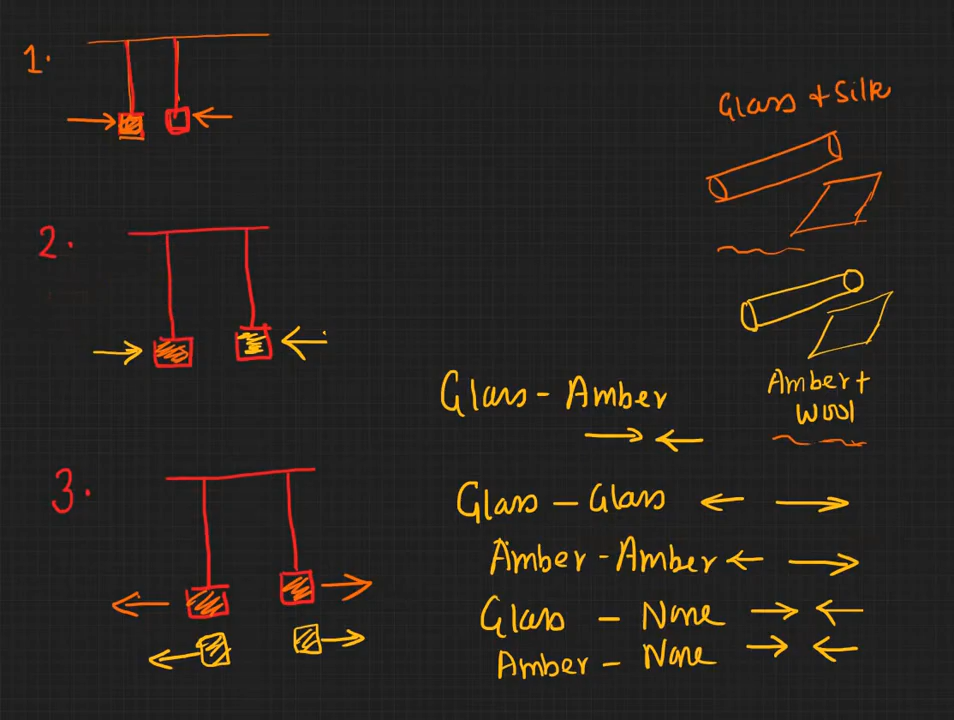 1.
Glass + Silk
2.
Amber +
Wool
Glass - Amber → ←
3.
Glass - Glass ← →
Amber - Amber ← →
Glass - None → ←
Amber - None → ←